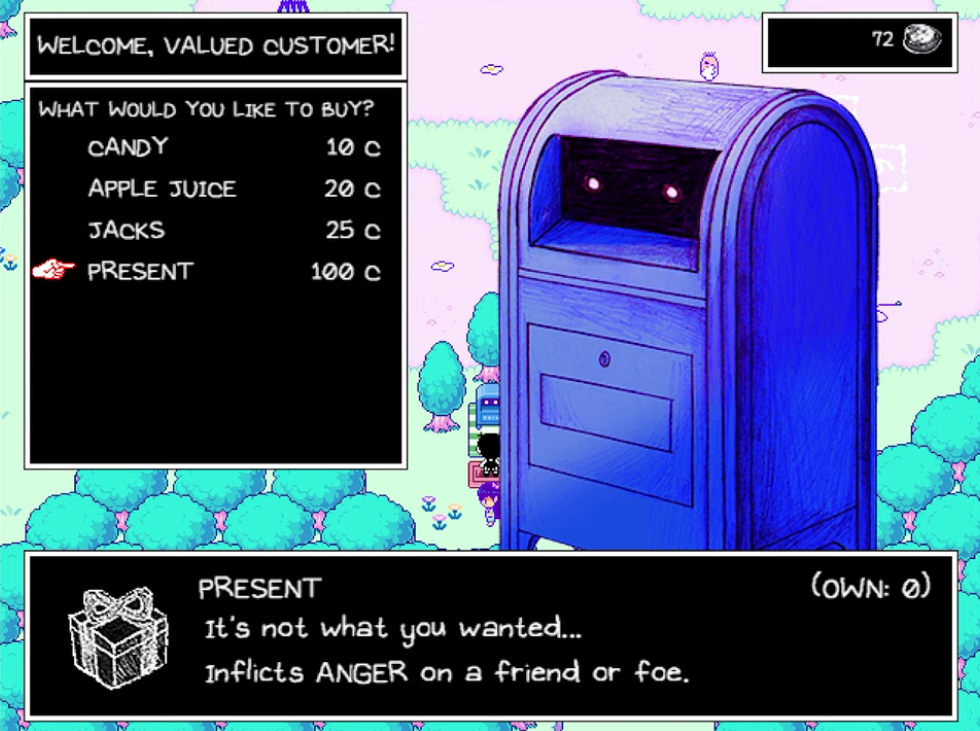 WELCOME, VALUED CUSTOMER!
72
WHAT WOULD YOU LIKE TO BUY?
CANDY 10 C
APPLE JUICE 20 C
JACKS 25 C
PRESENT 100 C
PRESENT (OWN: 0)
It's not what you wanted...
Inflicts ANGER on a friend or foe.